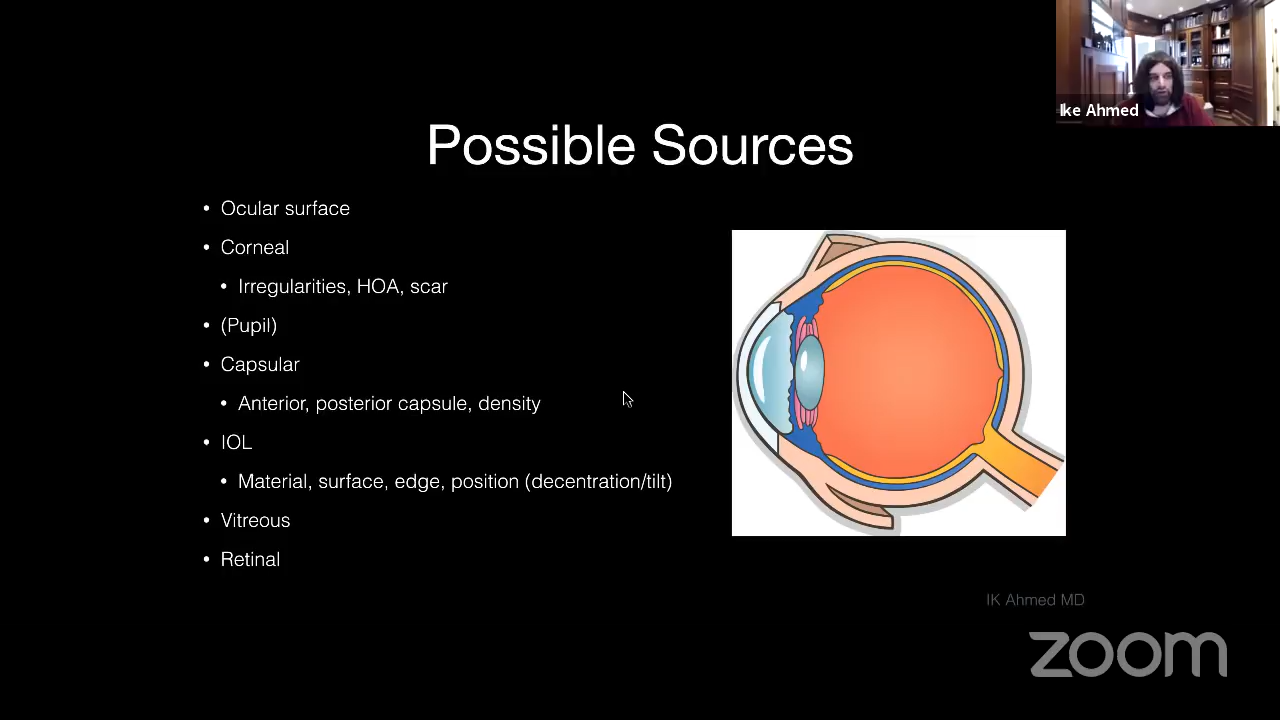 Ike Ahmed
Possible Sources
• Ocular surface
• Corneal
• Irregularities, HOA, scar
• (Pupil)
• Capsular
• Anterior, posterior capsule, density
• IOL
• Material, surface, edge, position (decentration/tilt)
• Vitreous
• Retinal
IK Ahmed MD
zoom